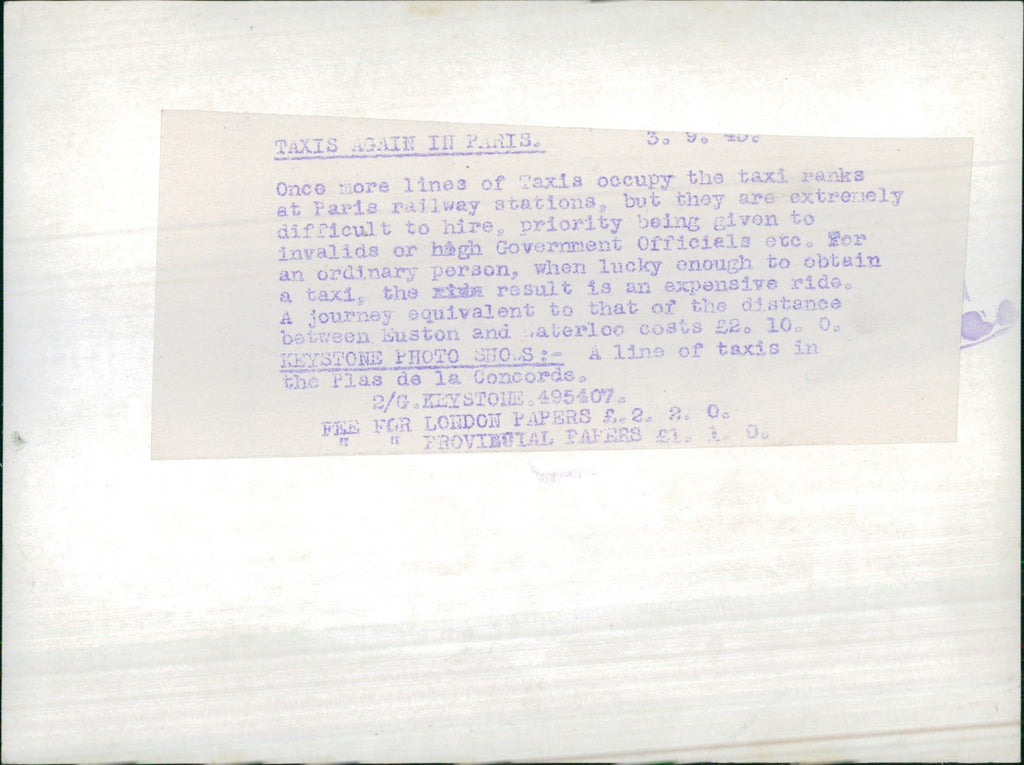 TAXIS AGAIN IN PARIS. 3. 9. 45.
Once more lines of Taxis occupy the taxi ranks
at Paris railway stations, but they are extremely
difficult to hire, priority being given to
invalids or high Government Officials etc. For
an ordinary person, when lucky enough to obtain
a taxi, the result is an expensive ride.
A journey equivalent to that of the distance
between Euston and Waterloo costs £2. 10. 0.
KEYSTONE PHOTO SHOWS:- A line of taxis in
the Plas de la Concorde.
2/G.KEYSTONE.495407.
FEE FOR LONDON PAPERS £.2. 2. 0.
" " PROVINCIAL PAPERS £1. 1. 0.